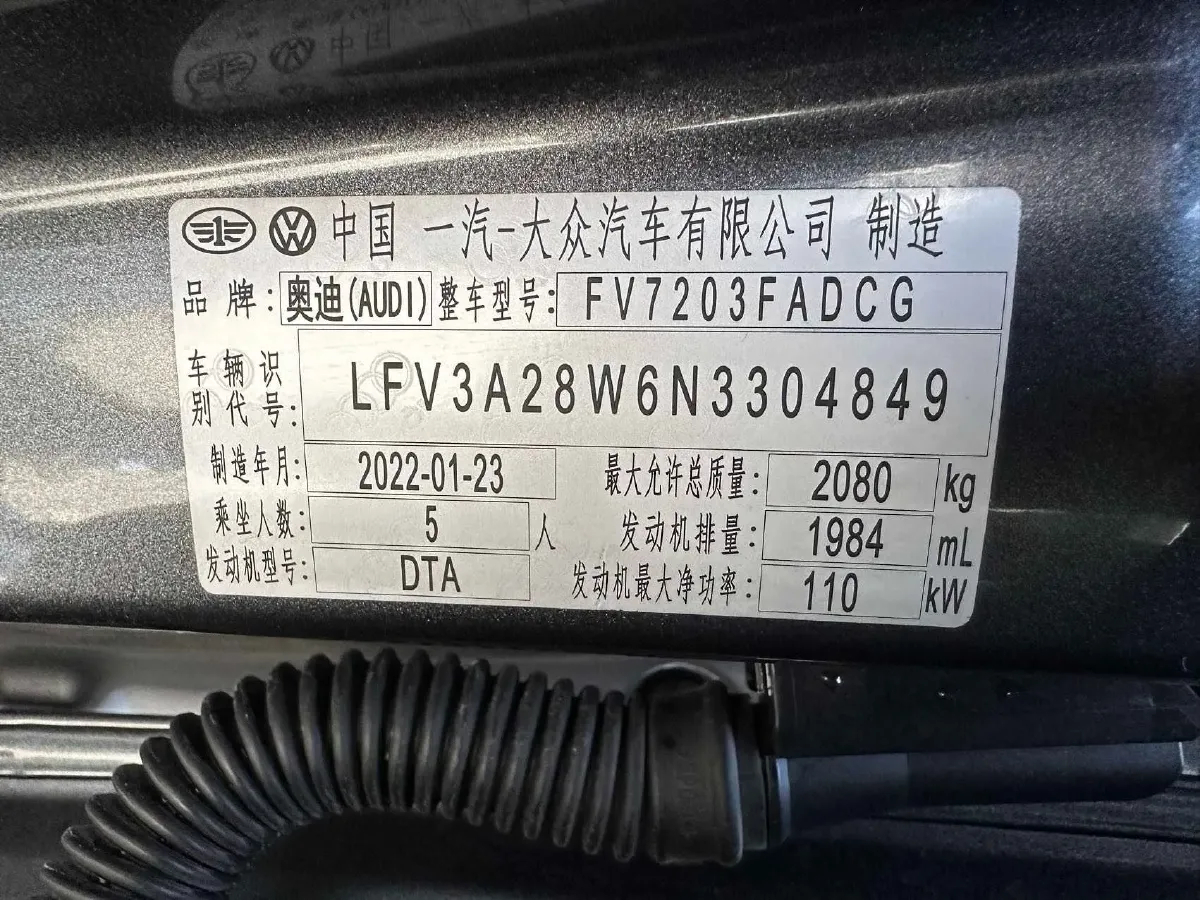 中国 一汽-大众汽车有限公司 制造
品牌: 奥迪(AUDI) 整车型号: FV7203FADCG
车辆识别代号: LFV3A28W6N3304849
制造年月: 2022-01-23 最大允许总质量: 2080 kg
乘坐人数: 5 人 发动机排量: 1984 mL
发动机型号: DTA 发动机最大净功率: 110 kW